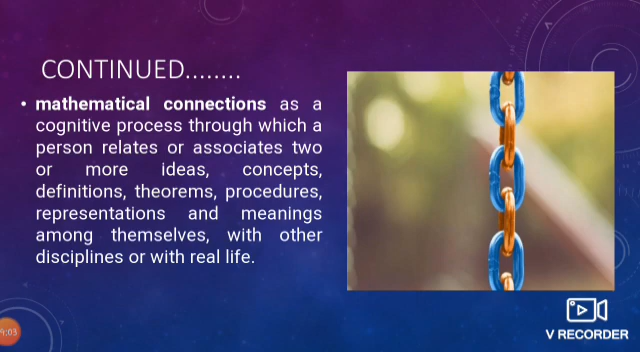 CONTINUED........
• mathematical connections as a
cognitive process through which a
person relates or associates two
or more ideas, concepts,
definitions, theorems, procedures,
representations and meanings
among themselves, with other
disciplines or with real life.
V RECORDER